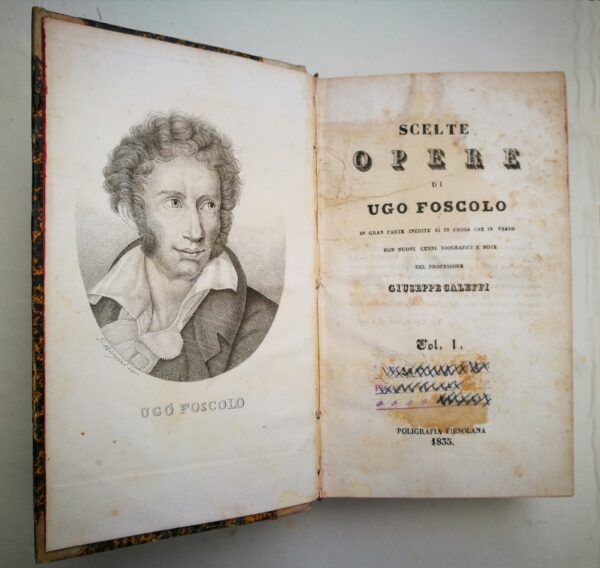 UGO FOSCOLO
SCELTE
OPERE
DI
UGO FOSCOLO
IN GRAN PARTE INEDITE SÌ IN PROSA CHE IN VERSO
CON NUOVI CENNI BIOGRAFICI E NOTE
DEL PROFESSORE
GIUSEPPE CALEFFI
Vol. I.
POLIGRAFIA FIESOLANA
1835.